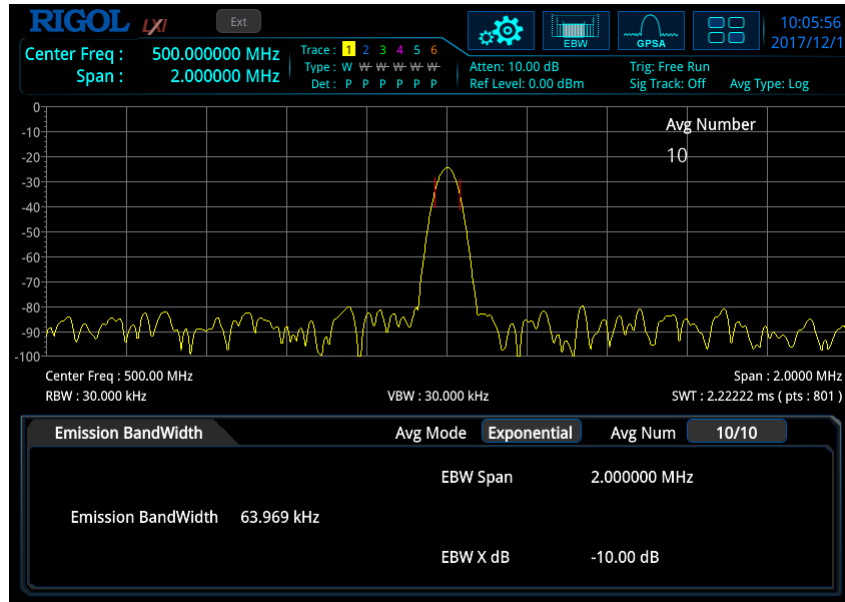 RIGOL LXI Ext 10:05:56
EBW GPSA 2017/12/1
Center Freq : 500.000000 MHz Trace : 1 2 3 4 5 6
Span : 2.000000 MHz Type : W W W W W W Atten: 10.00 dB Trig: Free Run
Det : P P P P P P Ref Level: 0.00 dBm Sig Track: Off Avg Type: Log
0
-10 Avg Number
-20 10
-30
-40
-50
-60
-70
-80
-90
-100
Center Freq : 500.00 MHz Span : 2.0000 MHz
RBW : 30.000 kHz VBW : 30.000 kHz SWT : 2.22222 ms ( pts : 801 )
Emission BandWidth Avg Mode Exponential Avg Num 10/10
EBW Span 2.000000 MHz
Emission BandWidth 63.969 kHz
EBW X dB -10.00 dB